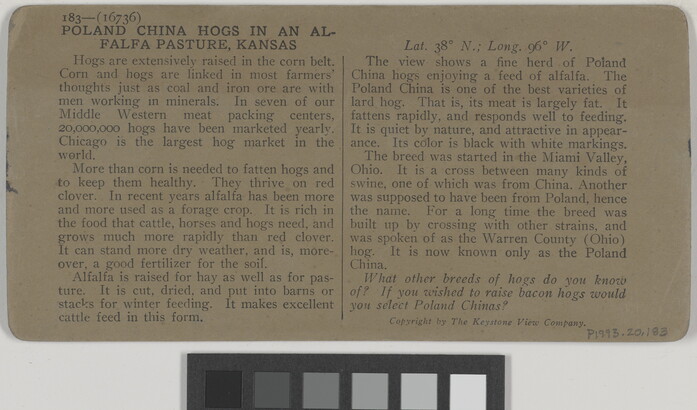 183—(16736)
POLAND CHINA HOGS IN AN AL-
FALFA PASTURE, KANSAS
Hogs are extensively raised in the corn belt.
Corn and hogs are linked in most farmers'
thoughts just as coal and iron ore are with
men working in minerals. In seven of our
Middle Western meat packing centers,
20,000,000 hogs have been marketed yearly.
Chicago is the largest hog market in the
world.
More than corn is needed to fatten hogs and
to keep them healthy. They thrive on red
clover. In recent years alfalfa has been more
and more used as a forage crop. It is rich in
the food that cattle, horses and hogs need, and
grows much more rapidly than red clover.
It can stand more dry weather, and is, more-
over, a good fertilizer for the soil.
Alfalfa is raised for hay as well as for pas-
ture. It is cut, dried, and put into barns or
stacks for winter feeding. It makes excellent
cattle feed in this form.
Lat. 38° N.; Long. 96° W.
The view shows a fine herd of Poland
China hogs enjoying a feed of alfalfa. The
Poland China is one of the best varieties of
lard hog. That is, its meat is largely fat. It
fattens rapidly, and responds well to feeding.
It is quiet by nature, and attractive in appear-
ance. Its color is black with white markings.
The breed was started in the Miami Valley,
Ohio. It is a cross between many kinds of
swine, one of which was from China. Another
was supposed to have been from Poland, hence
the name. For a long time the breed was
built up by crossing with other strains, and
was spoken of as the Warren County (Ohio)
hog. It is now known only as the Poland
China.
What other breeds of hogs do you know
of? If you wished to raise bacon hogs would
you select Poland Chinas?
Copyright by The Keystone View Company.
P1993.20.183